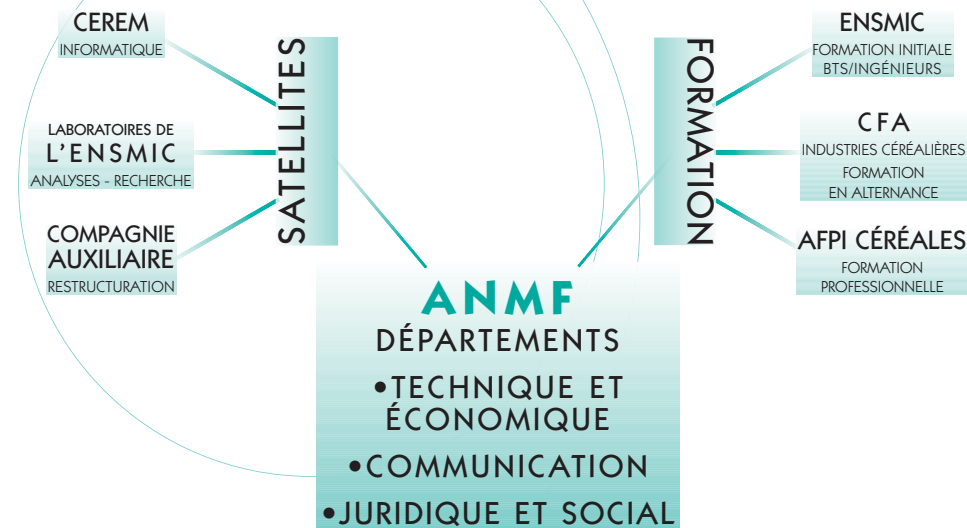 CEREM
INFORMATIQUE
LABORATOIRES DE
L'ENSMIC
ANALYSES - RECHERCHE
COMPAGNIE
AUXILIAIRE
RESTRUCTURATION
SATELLITES
FORMATION
ENSMIC
FORMATION INITIALE
BTS/INGÉNIEURS
CFA
INDUSTRIES CÉRÉALIÈRES
FORMATION
EN ALTERNANCE
AFPI CÉRÉALES
FORMATION
PROFESSIONNELLE
ANMF
DÉPARTEMENTS
•TECHNIQUE ET
ÉCONOMIQUE
•COMMUNICATION
•JURIDIQUE ET SOCIAL